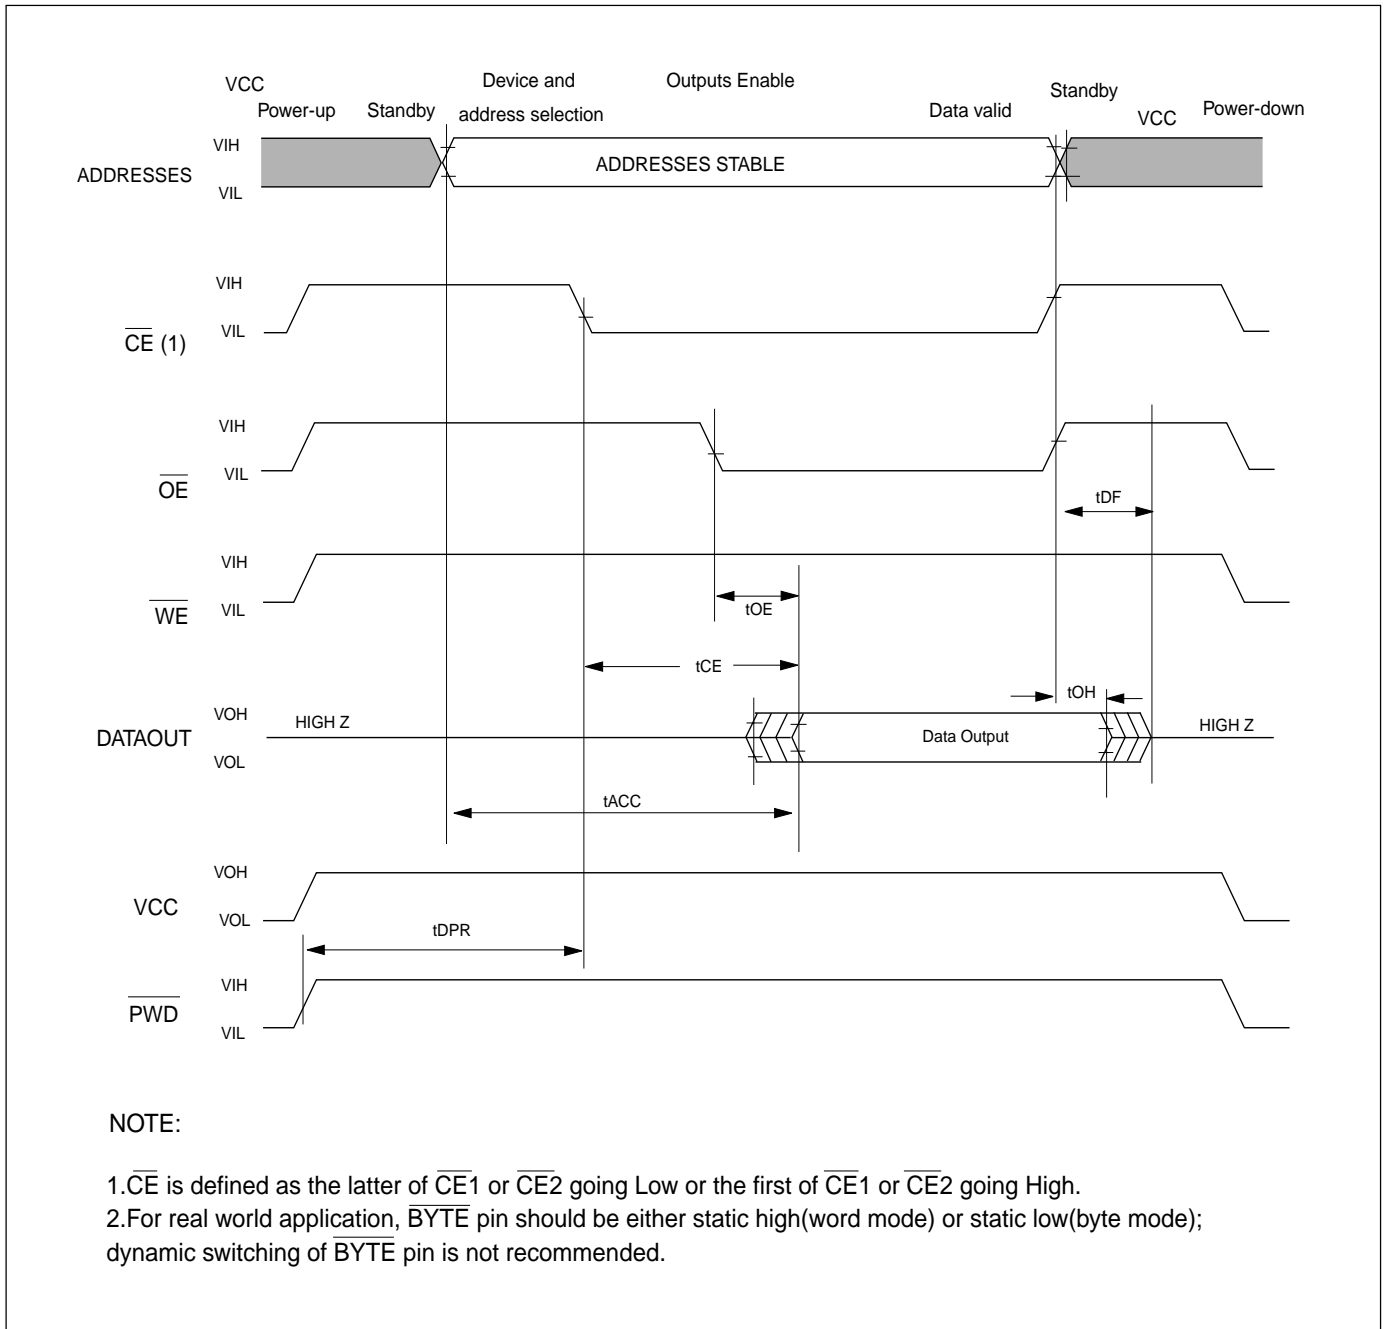 VCC
Power-up
Standby
Device and
address selection
Outputs Enable
Data valid
Standby
VCC
Power-down
ADDRESSES
VIH
VIL
ADDRESSES STABLE
CE (1)
VIH
VIL
OE
VIH
VIL
tDF
WE
VIH
VIL
tOE
tCE
tOH
DATAOUT
VOH
VOL
HIGH Z
Data Output
HIGH Z
tACC
VCC
VOH
VOL
tDPR
PWD
VIH
VIL
NOTE:
1.CE is defined as the latter of CE1 or CE2 going Low or the first of CE1 or CE2 going High.
2.For real world application, BYTE pin should be either static high(word mode) or static low(byte mode);
dynamic switching of BYTE pin is not recommended.